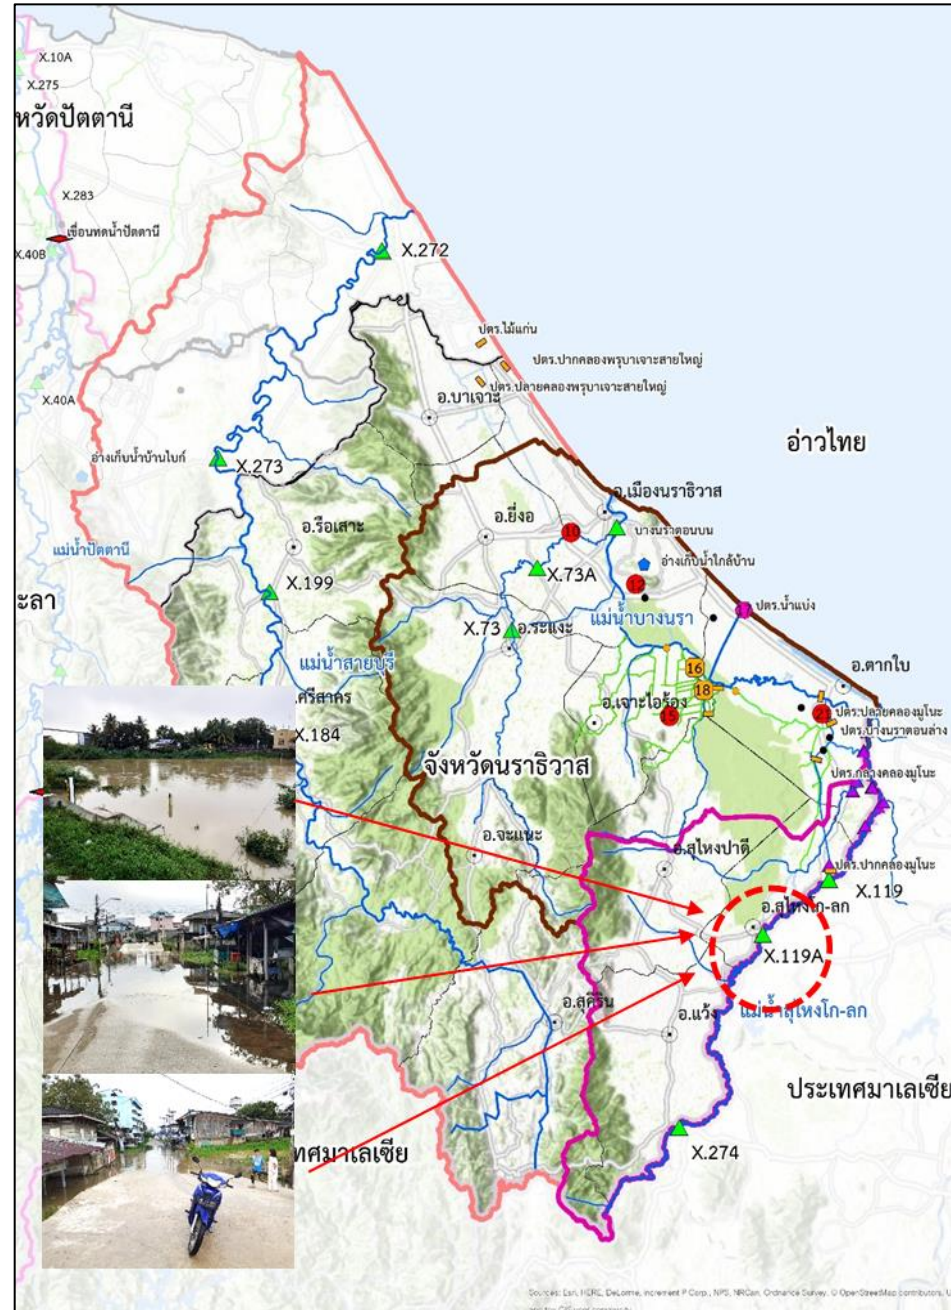 X.10A
X.275
หวัดปัตตานี
X.283
เขื่อนทดน้ำปัตตานี
X.40B
X.272
ปตร.ไม้แก่น
ปตร.ปากคลองพรุบาเจาะสายใหญ่
ปตร.ปลายคลองพรุบาเจาะสายใหญ่
X.40A
อ.บาเจาะ
อ่าวไทย
อ่างเก็บน้ำบ้านไบก์
X.273
อ.เมืองนราธิวาส
อ.รือเสาะ
อ.ยี่งอ
10
บางนราตอนบน
แม่น้ำปัตตานี
อ่างเก็บน้ำใกล้บ้าน
X.73A
12
X.199
ะลา
ปตร.น้ำแบ่ง
แม่น้ำบางนรา
X.73
อ.ระแงะ
แม่น้ำสายบุรี
16
อ.ตากใบ
18
.ศรีสาคร
อ.เจาะไอร้อง
15
23
ปตร.ปลายคลองมูโนะ
ปตร.บางนราตอนล่าง
X.184
จังหวัดนราธิวาส
ปตร.กลางคลองมูโนะ
อ.จะแนะ
อ.สุไหงปาดี
ปตร.ปากคลองมูโนะ
X.119
อ.สุไหงโก-ลก
X.119A
อ.สุคิริน
แม่น้ำสุไหงโก-ลก
อ.แว้ง
ประเทศมาเลเซีย
X.274
ทศมาเลเซีย
Sources: Esri, HERE, DeLorme, Increment P Corp., NPS, NRCan, Ordnance Survey, © OpenStreetMap contributors,